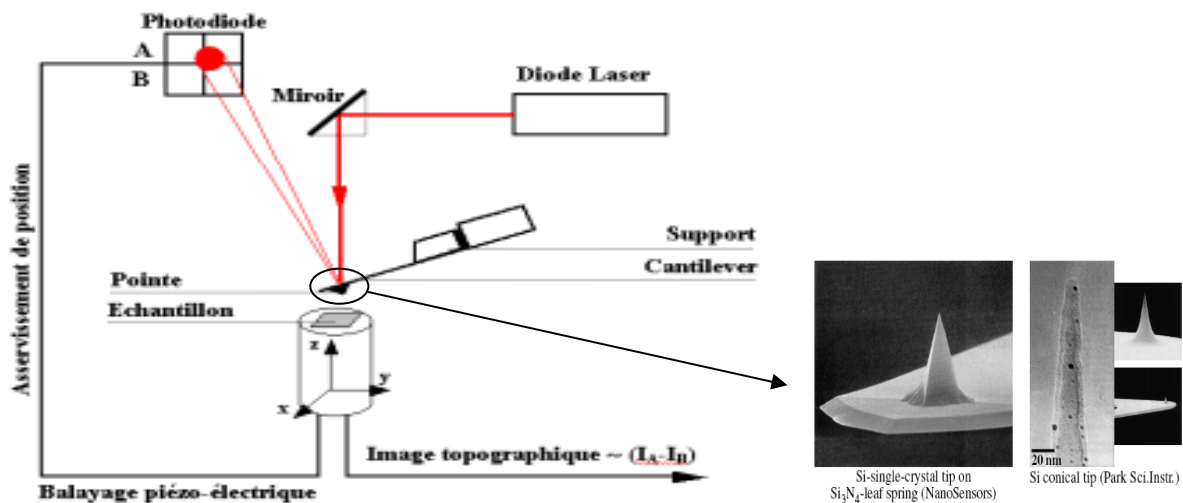 Photodiode
A
B
Diode Laser
Miroir
Asservissement de position
Support
Cantilever
Pointe
Echantillon
z
y
x
Image topographique ~ (IA-IB)
Balayage piézo-électrique
20 nm
Si-single-crystal tip on
Si3N4-leaf spring (NanoSensors)
Si conical tip (Park Sci.Instr.)